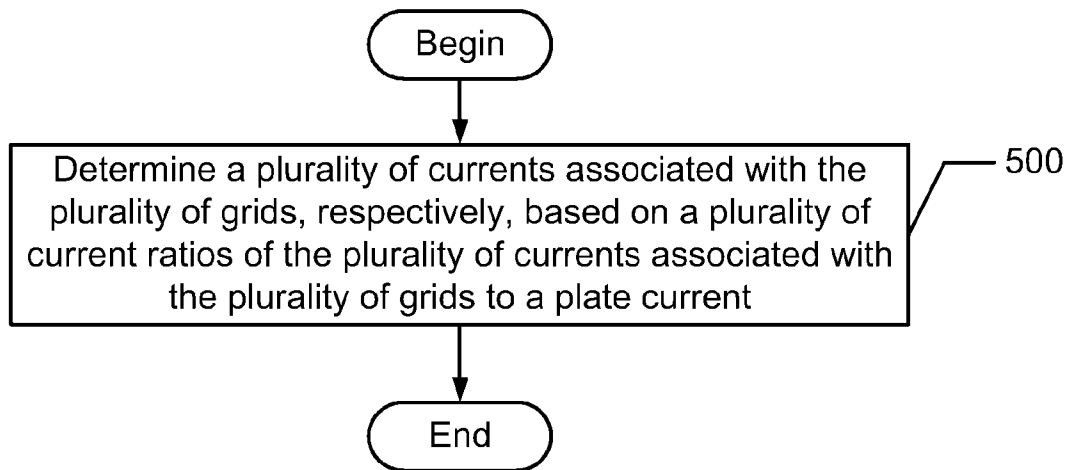 Begin
Determine a plurality of currents associated with the
plurality of grids, respectively, based on a plurality of
current ratios of the plurality of currents associated with
the plurality of grids to a plate current
500
End